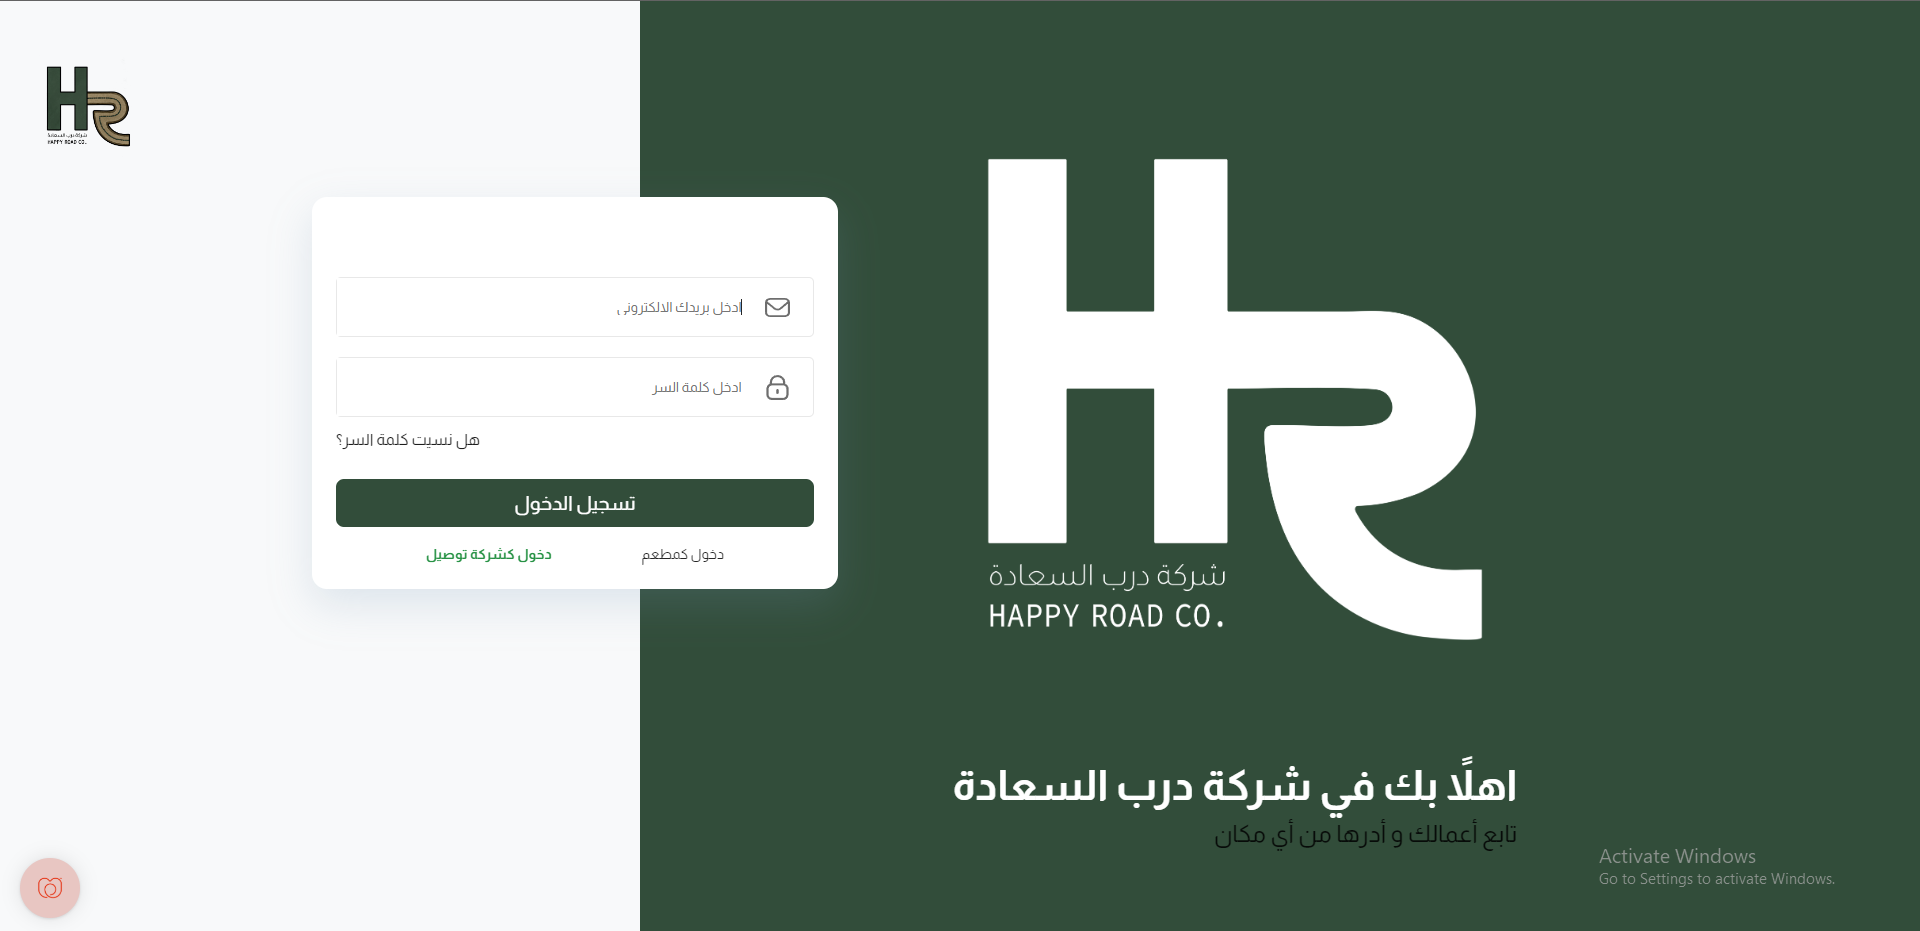 شركة درب السعادة
HAPPY ROAD CO.
ادخل بريدك الالكتروني
ادخل كلمة السر
هل نسيت كلمة السر؟
تسجيل الدخول
دخول كمطعم
دخول كشركة توصيل
HR
شركة درب السعادة
HAPPY ROAD CO.
اهلاً بك في شركة درب السعادة
تابع أعمالك و أدرها من أي مكان
Activate Windows
Go to Settings to activate Windows.